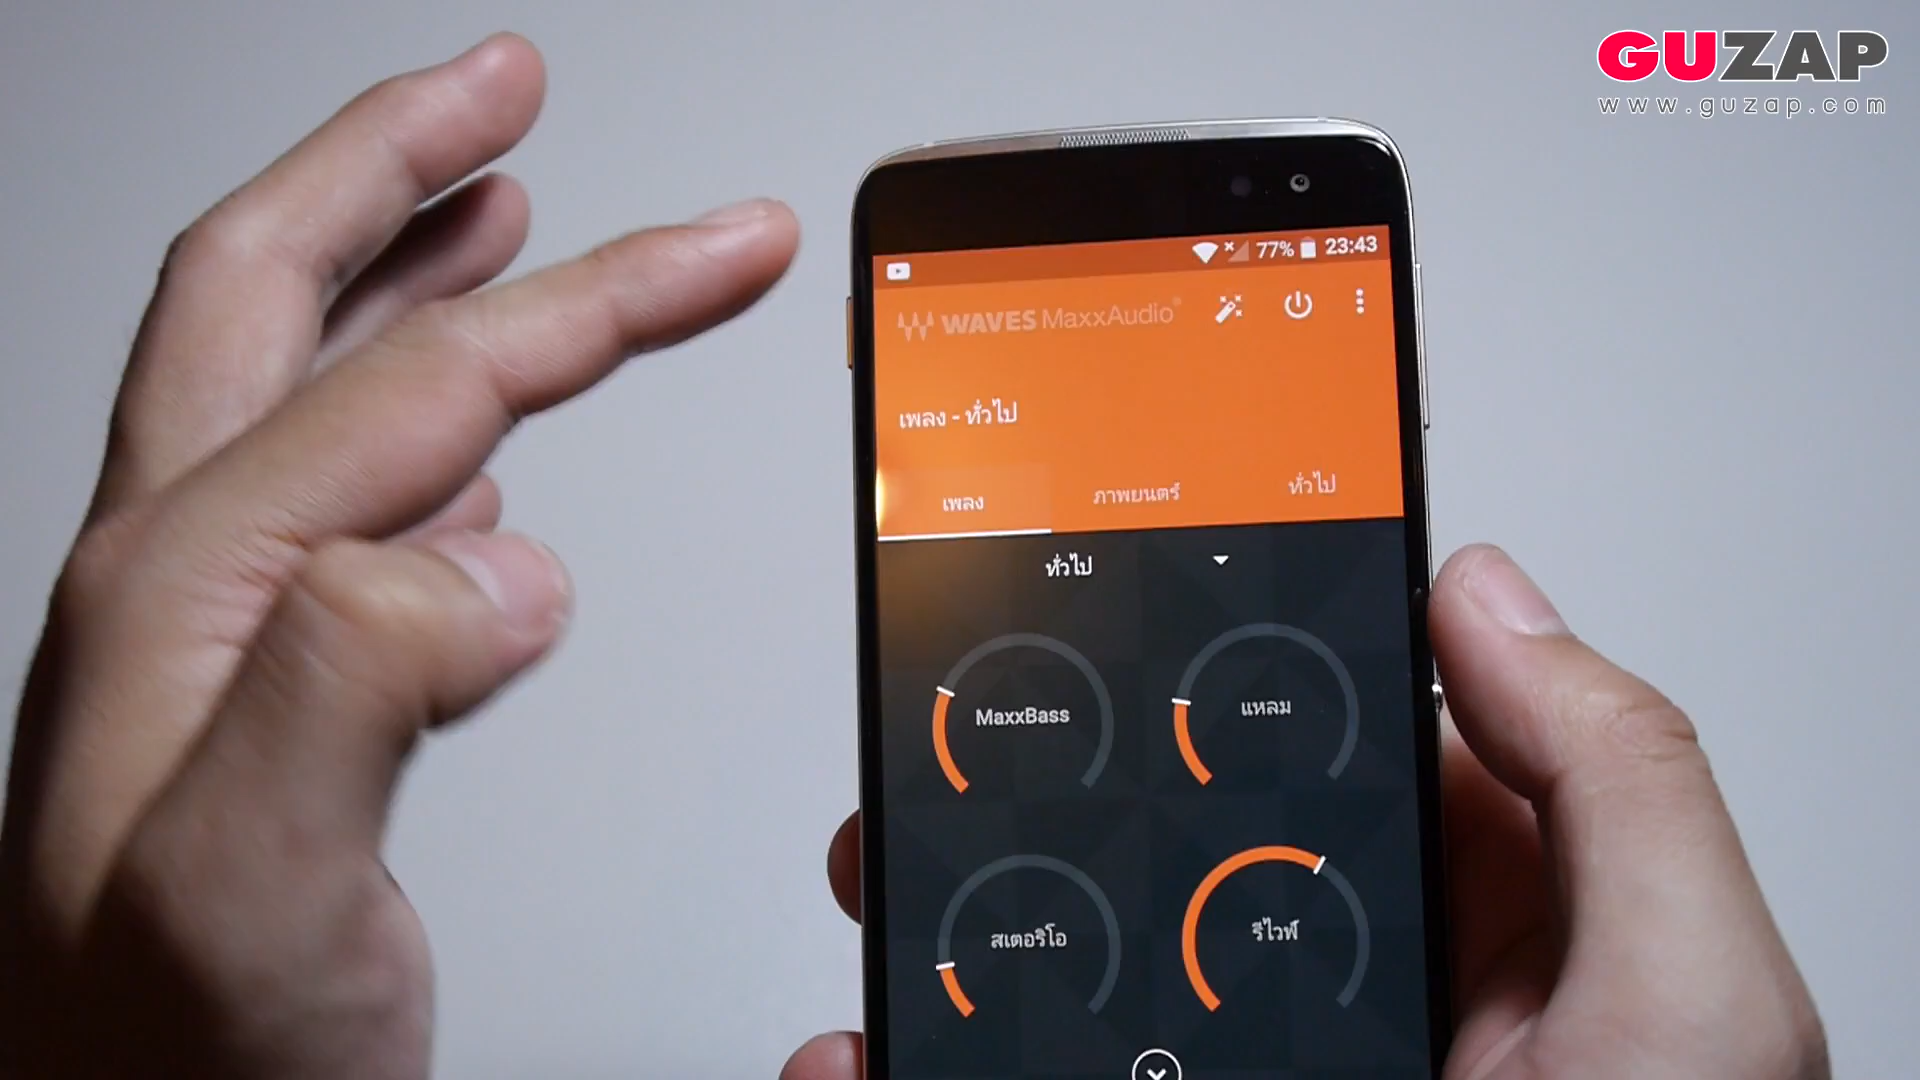 GUZAP
www.guzap.com
77% 23:43
WAVES MaxxAudio®
เพลง - ทั่วไป
เพลง ภาพยนตร์ ทั่วไป
ทั่วไป
MaxxBass แหลม
สเตอริโอ รีไวฟ์